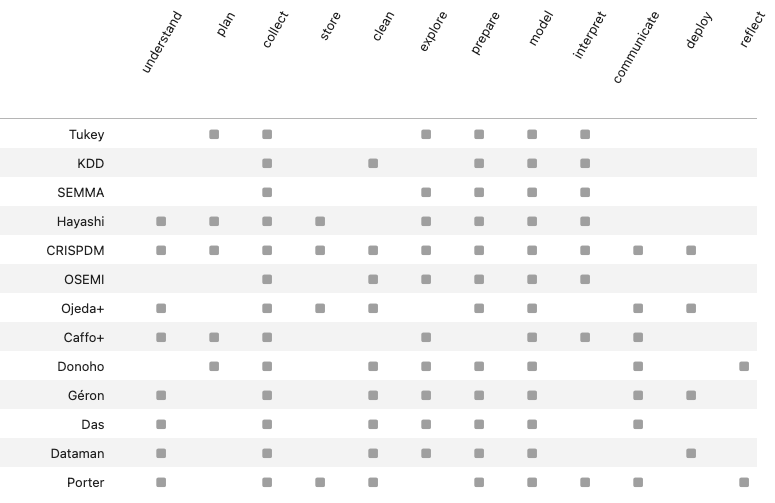 understand plan collect store clean explore prepare model interpret communicate deploy reflect
Tukey
KDD
SEMMA
Hayashi
CRISPDM
OSEMI
Ojeda+
Caffo+
Donoho
Géron
Das
Dataman
Porter